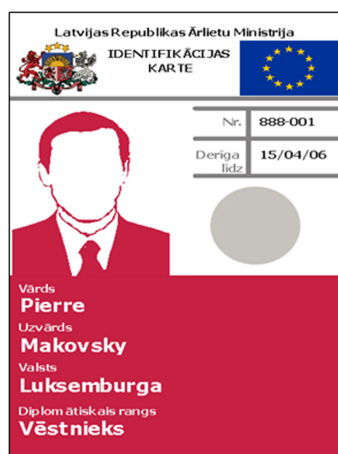 Latvijas Republikas Ārlietu Ministrija
IDENTIFIKĀCIJAS
KARTE
Nr. 888-001
Derīga līdz 15/04/06
Vārds
Pierre
Uzvārds
Makovsky
Valsts
Luksemburga
Diplomātiskais rangs
Vēstnieks